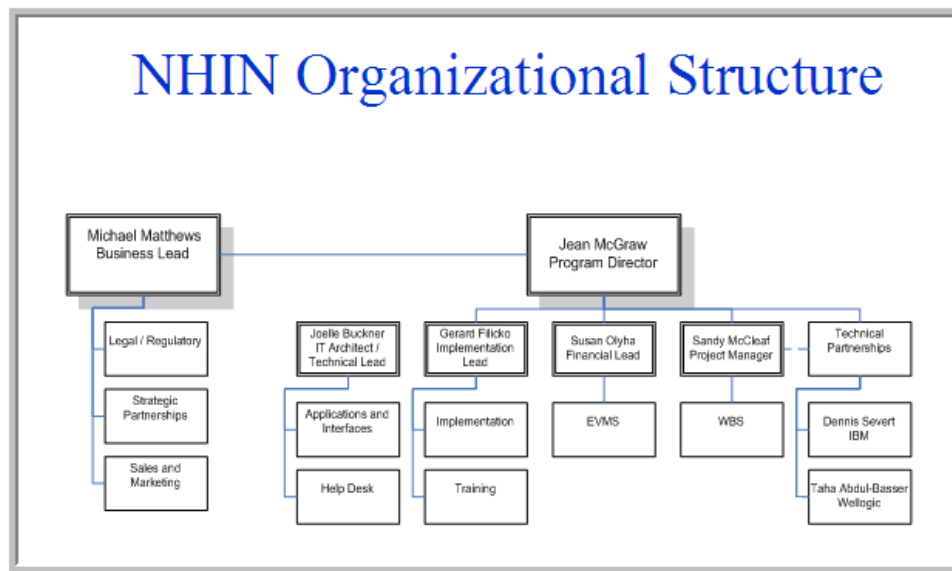 NHIN Organizational Structure
Michael Matthews
Business Lead
Jean McGraw
Program Director
Legal / Regulatory
Strategic
Partnerships
Sales and
Marketing
Joelle Buckner
IT Architect /
Technical Lead
Applications and
Interfaces
Help Desk
Gerard Filicko
Implementation
Lead
Implementation
Training
Susan Olyha
Financial Lead
EVMS
Sandy McCleaf
Project Manager
WBS
Technical
Partnerships
Dennis Severt
IBM
Taha Abdul-Basser
Wellogic